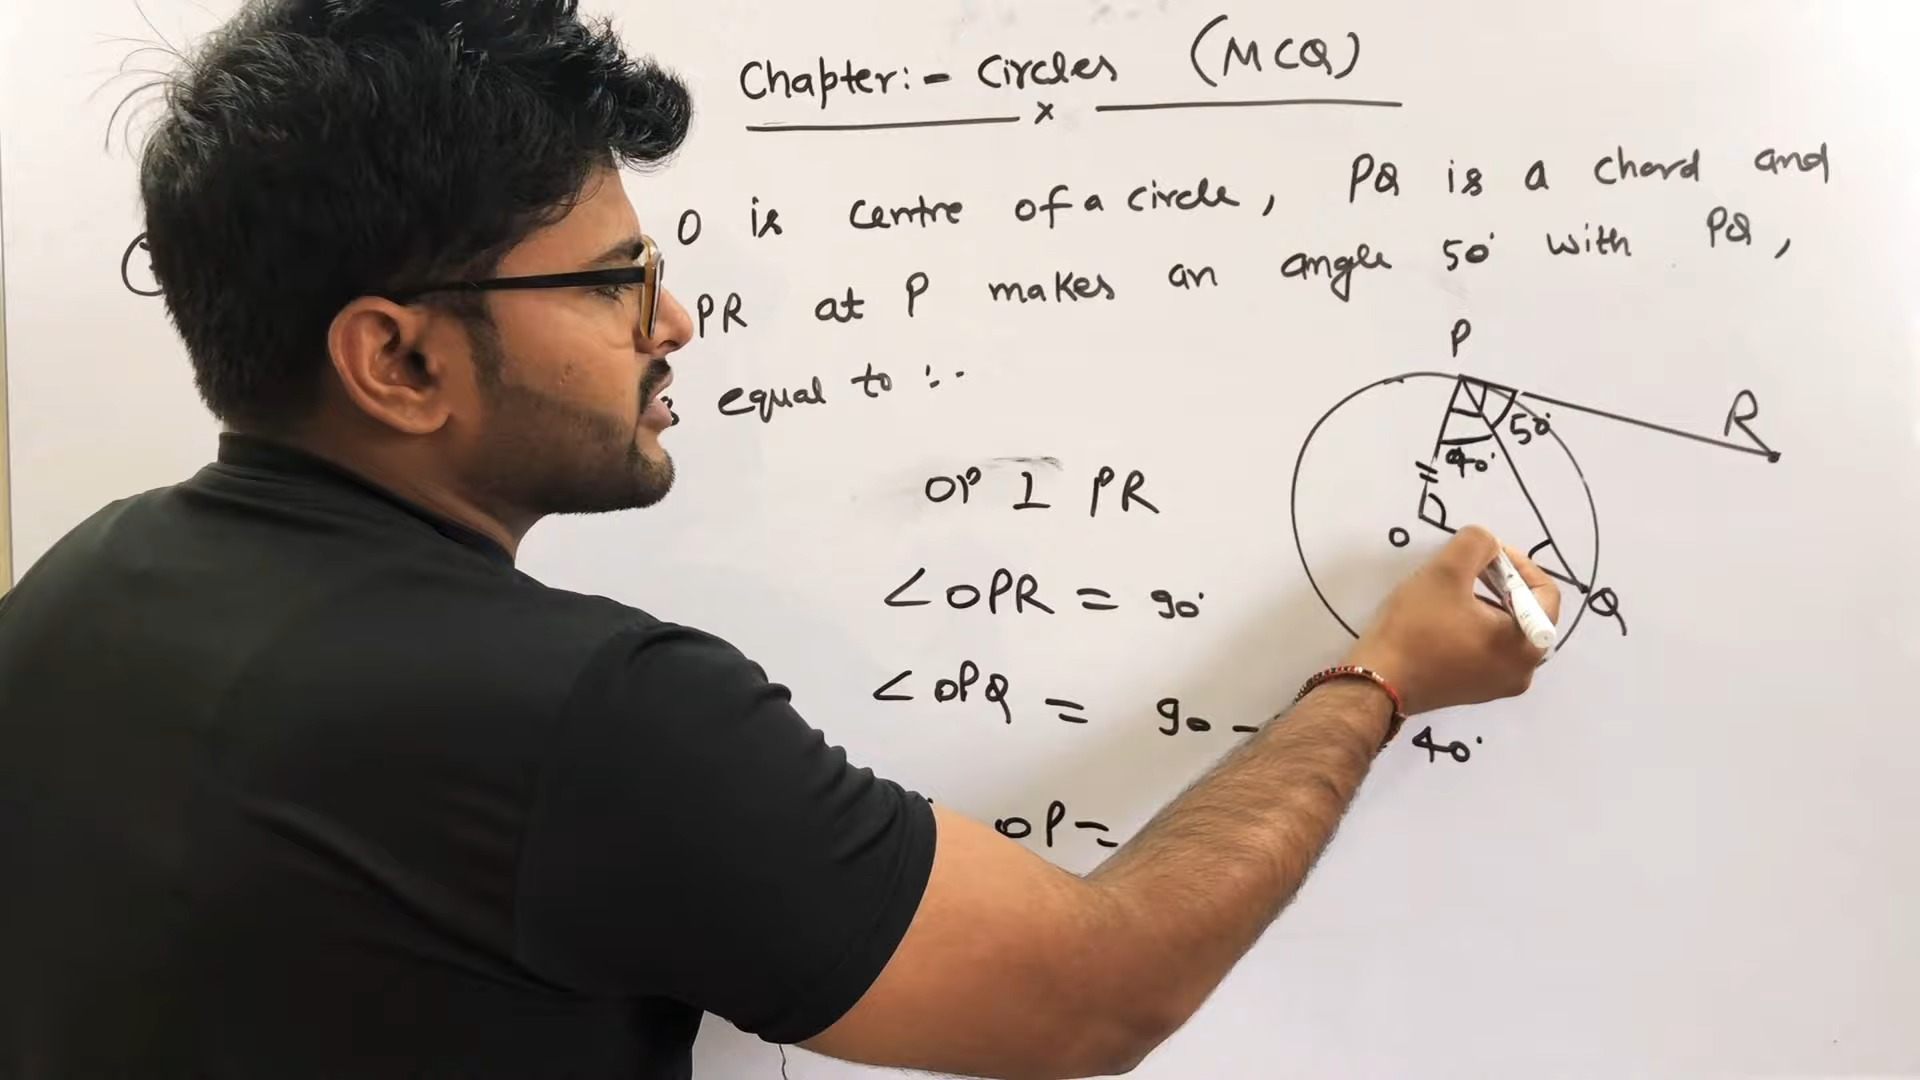 Chapter:- Circles (MCQ)
x
O is centre of a circle, PQ is a chord and
PR at P makes an angle 50° with PQ,
equal to :-
P
R
50°
40°
O
Q
OP ⊥ PR
∠OPR = 90°
∠OPQ = 90 -
40°
OP =